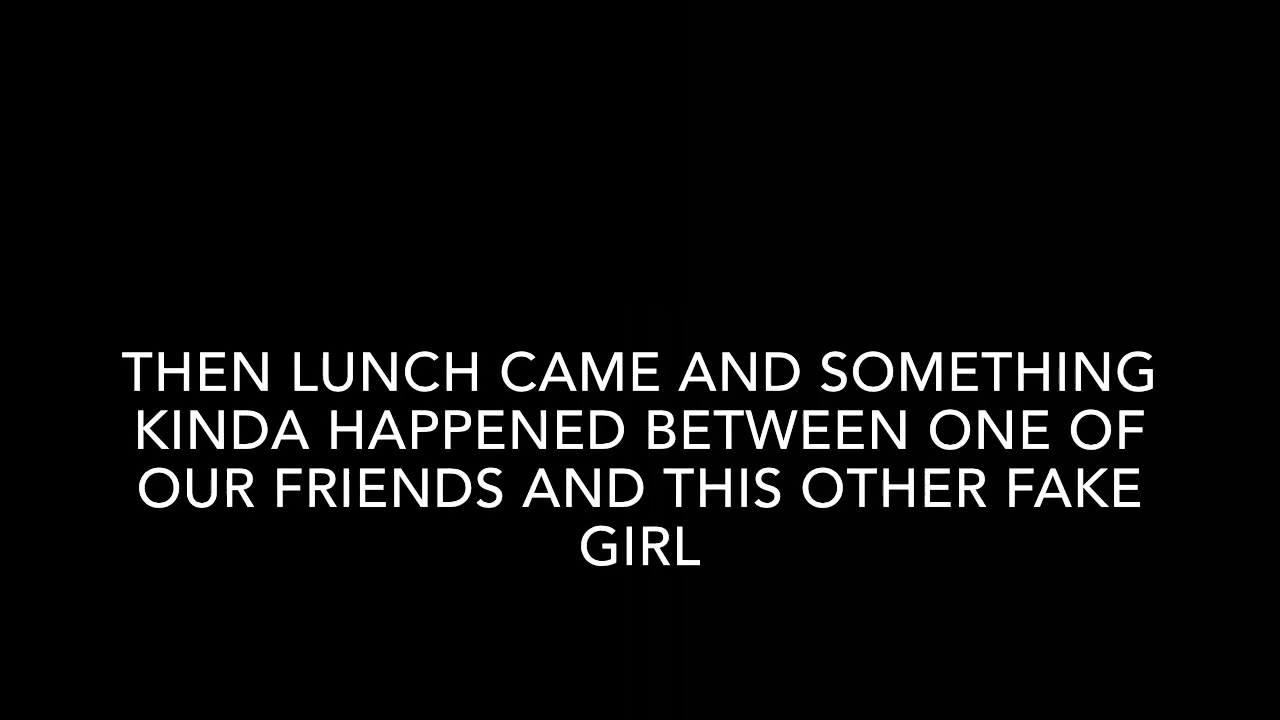 THEN LUNCH CAME AND SOMETHING
KINDA HAPPENED BETWEEN ONE OF
OUR FRIENDS AND THIS OTHER FAKE
GIRL